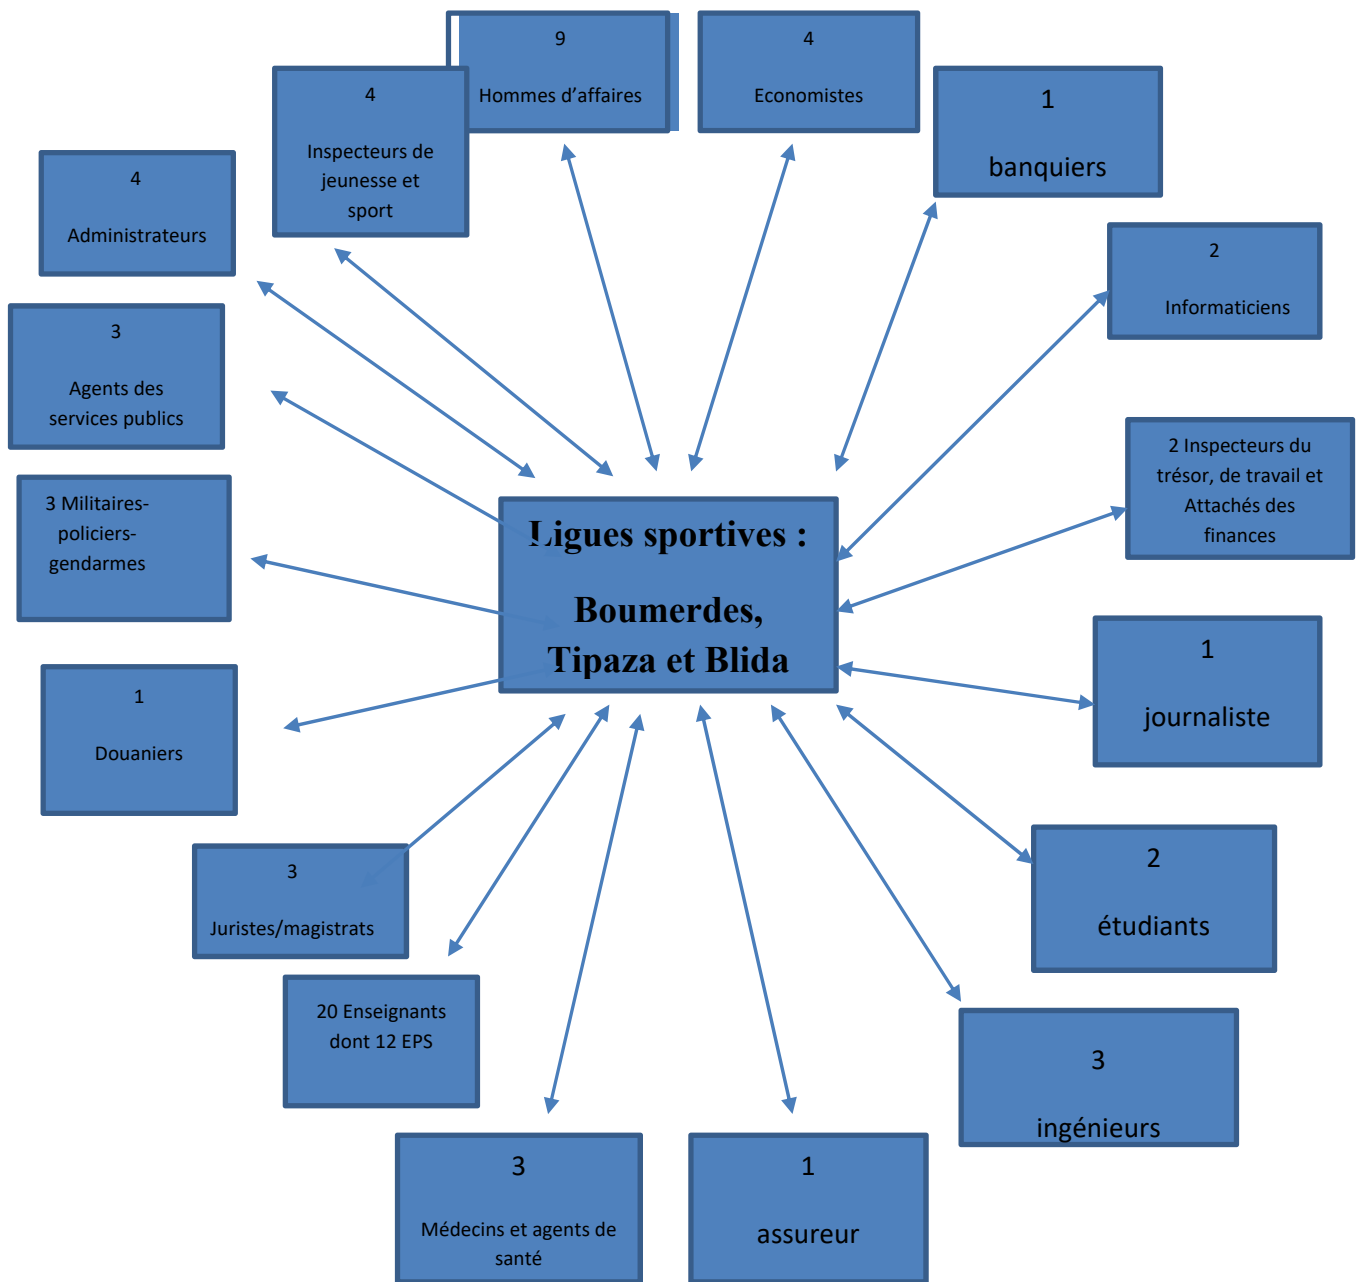 9
Hommes d’affaires
4
Economistes
1
banquiers
4
Inspecteurs de
jeunesse et
sport
4
Administrateurs
2
Informaticiens
3
Agents des
services publics
2 Inspecteurs du
trésor, de travail et
Attachés des
finances
3 Militaires-
policiers-
gendarmes
Ligues sportives :
Boumerdes,
Tipaza et Blida
1
journaliste
1
Douaniers
2
étudiants
3
Juristes/magistrats
20 Enseignants
dont 12 EPS
3
ingénieurs
3
Médecins et agents de
santé
1
assureur